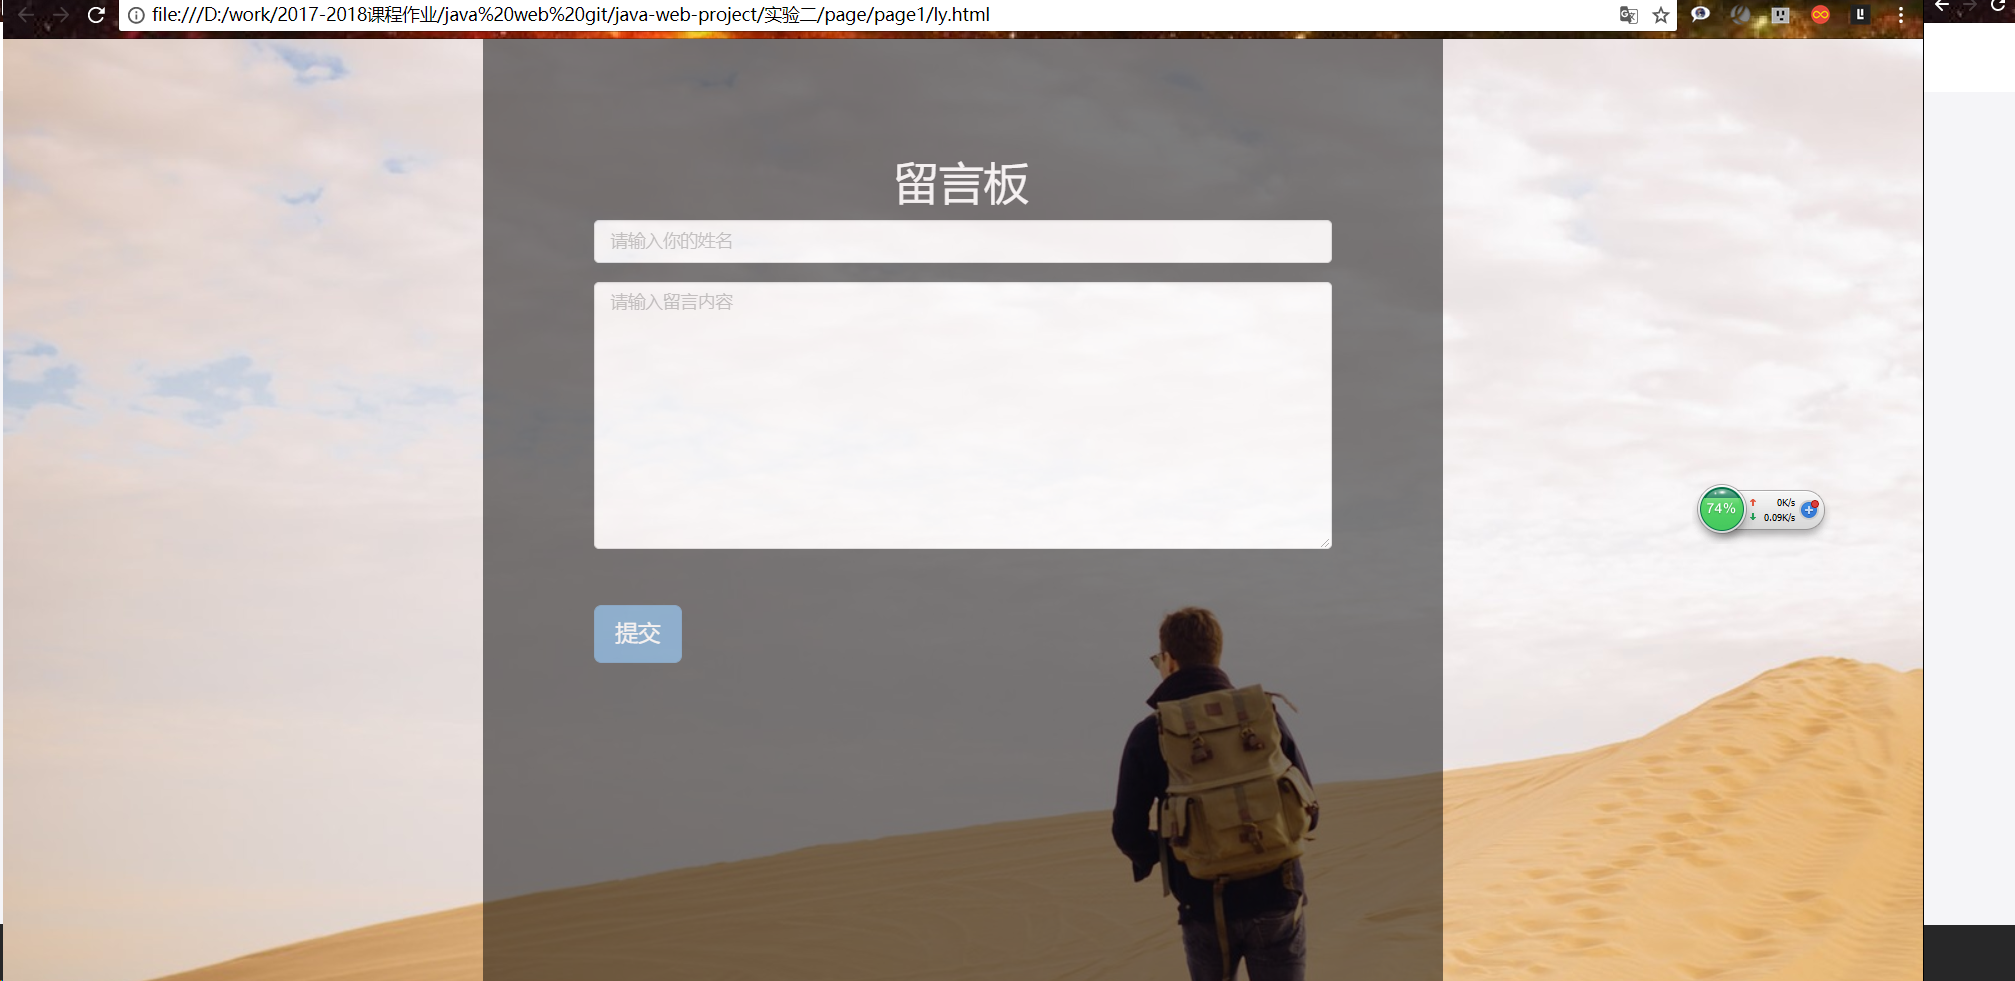 file:///D:/work/2017-2018课程作业/java%20web%20git/java-web-project/实验二/page/page1/ly.html
留言板
请输入你的姓名
请输入留言内容
74%
0K/s
0.09K/s
提交